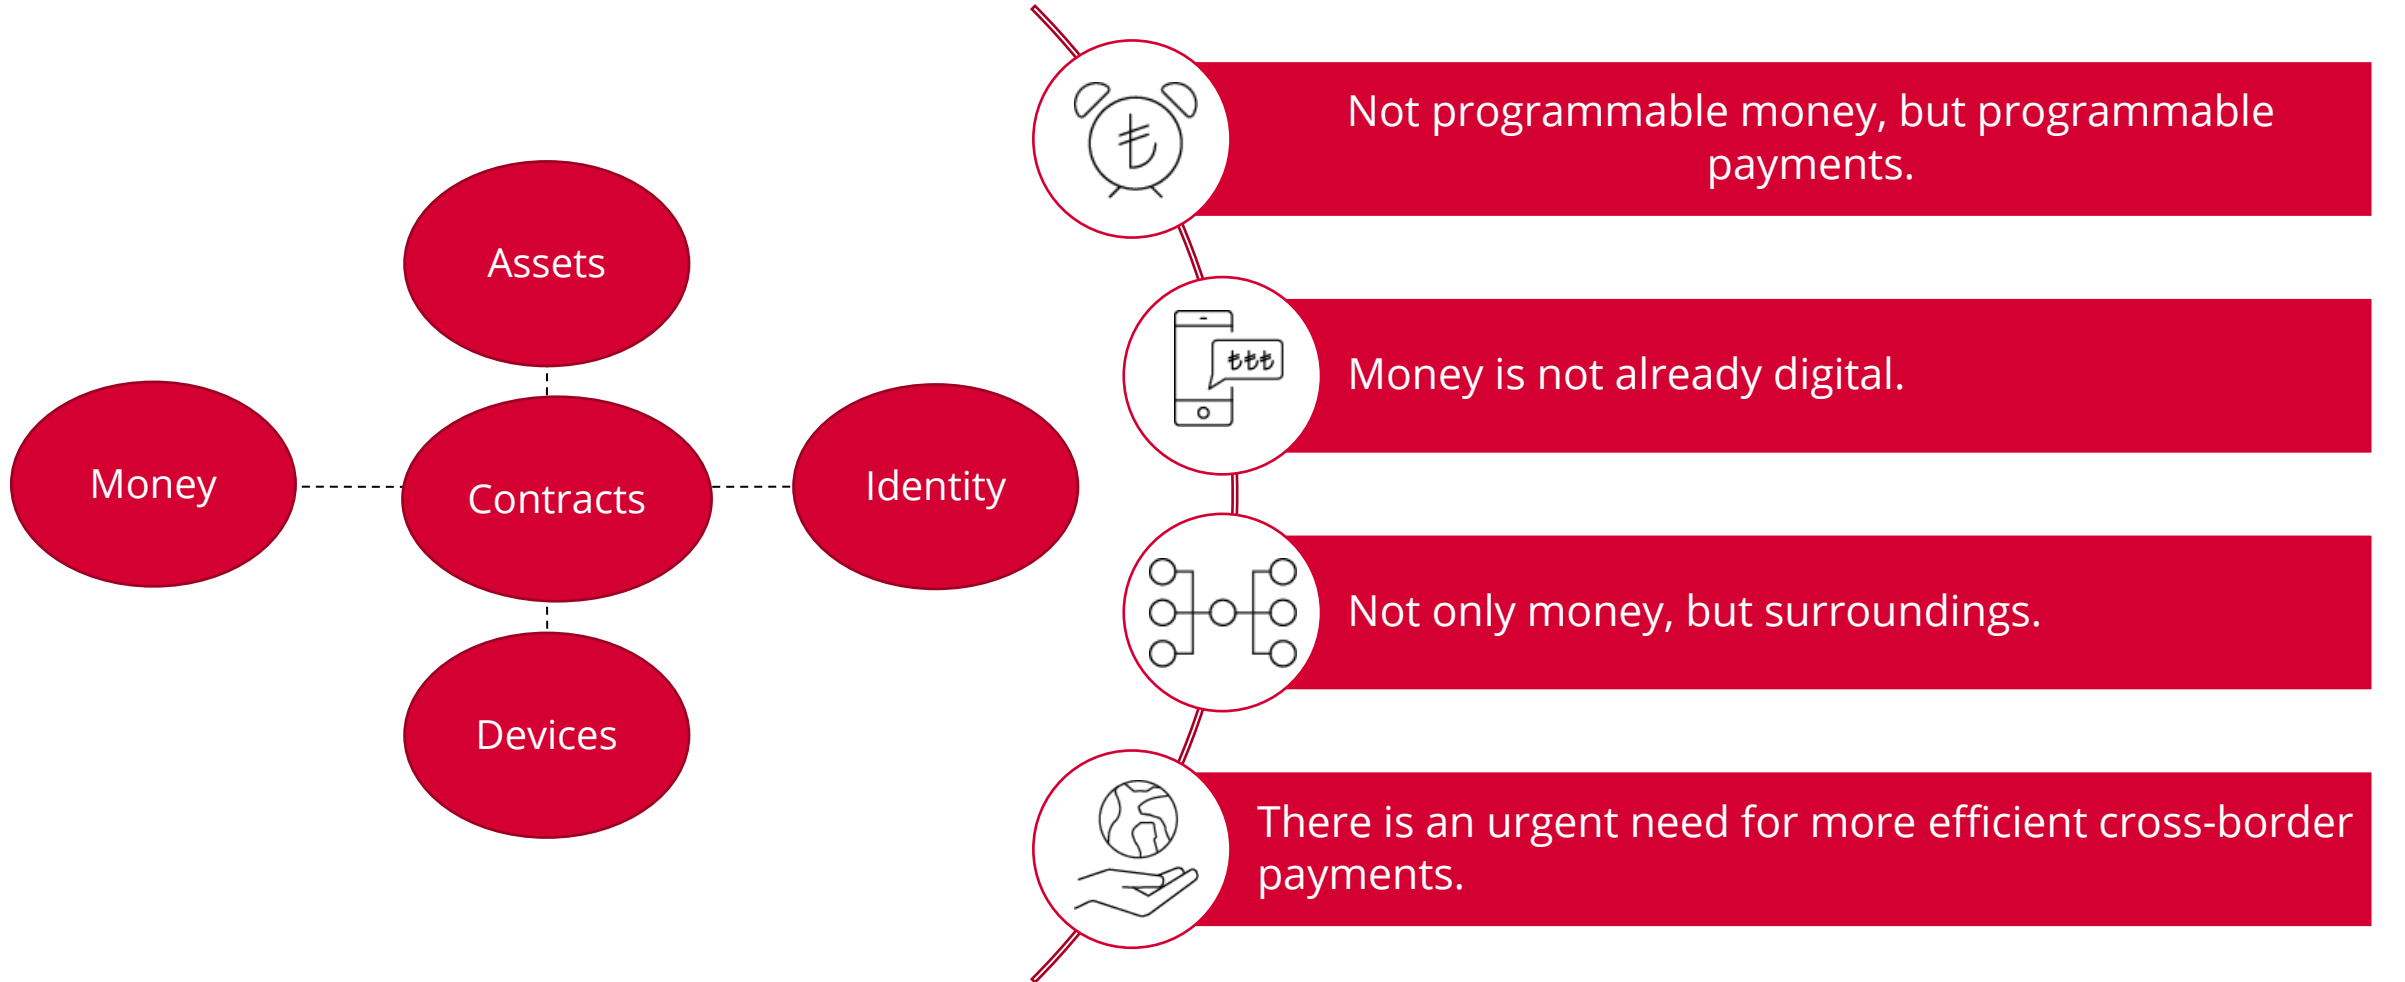 Assets
Money
Contracts
Identity
Devices
Not programmable money, but programmable
payments.
₺
Money is not already digital.
₺₺₺
Not only money, but surroundings.
There is an urgent need for more efficient cross-border
payments.